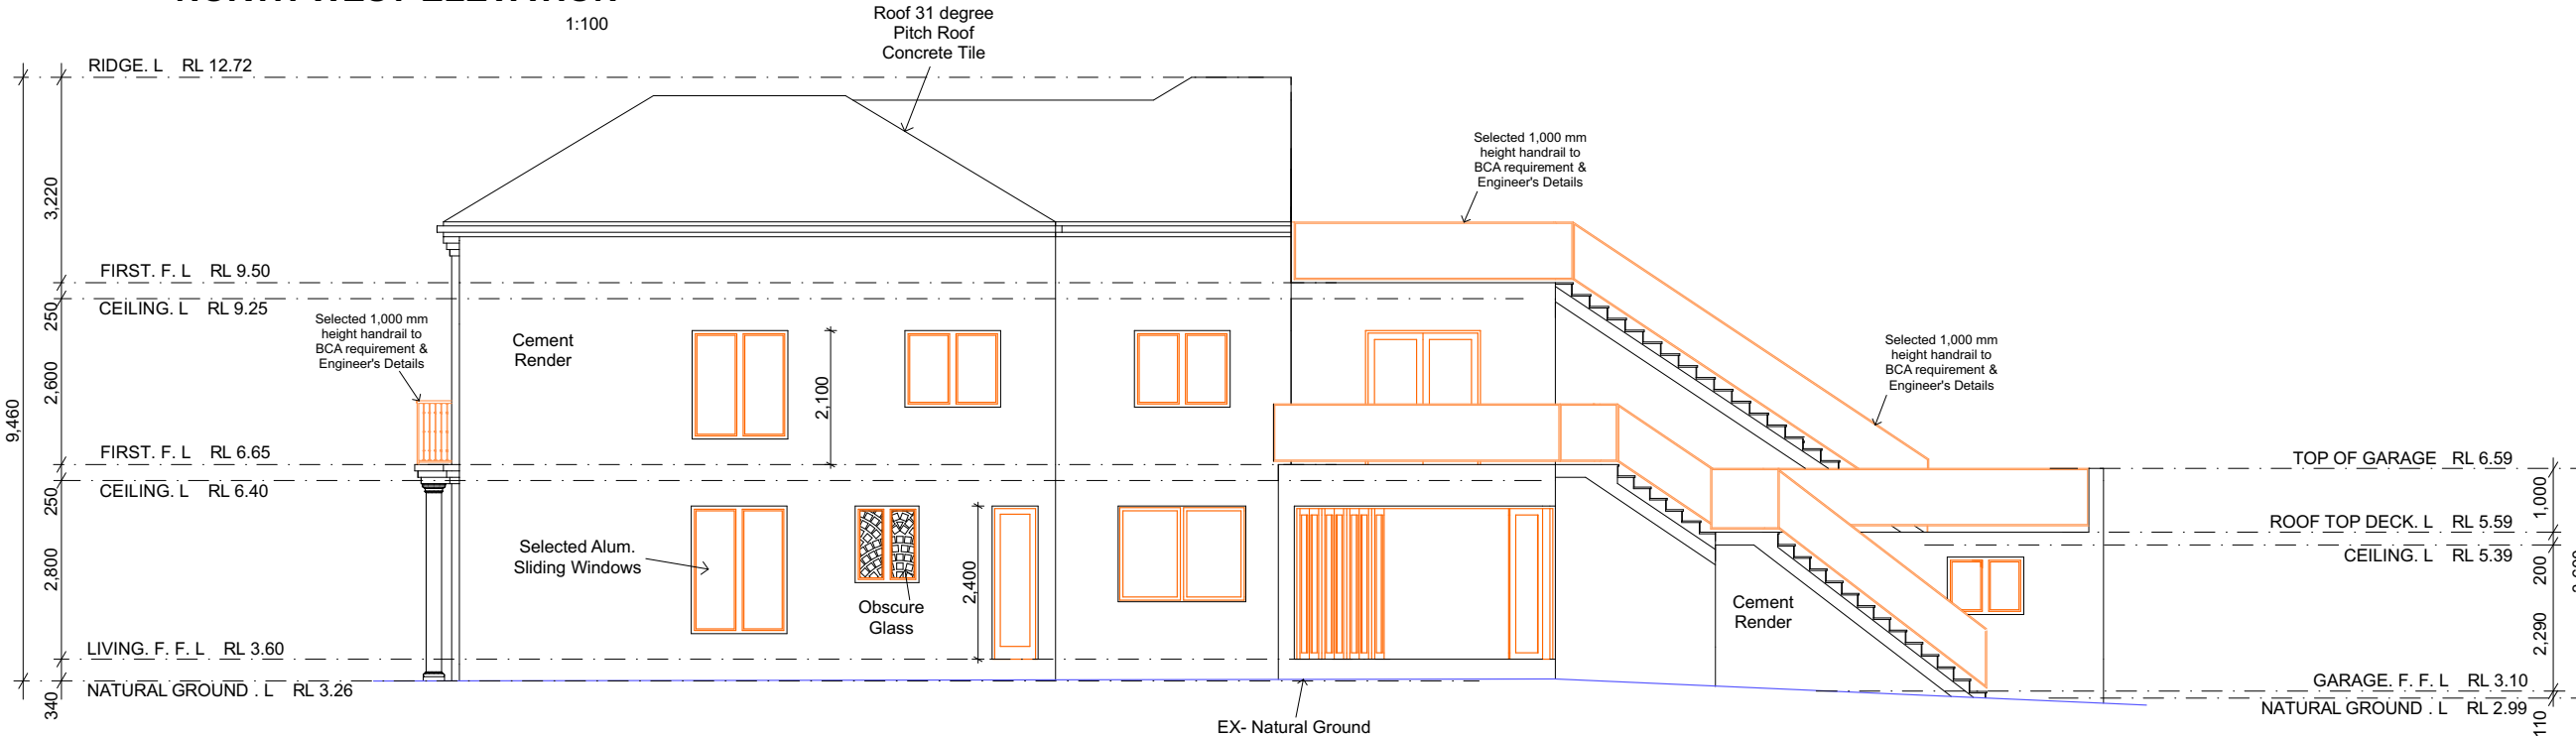 1:100
Roof 31 degree
Pitch Roof
Concrete Tile
RIDGE. L RL 12.72
Selected 1,000 mm
height handrail to
BCA requirement &
Engineer's Details
3,220
FIRST. F. L RL 9.50
250
CEILING. L RL 9.25
Selected 1,000 mm
height handrail to
BCA requirement &
Engineer's Details
Cement
Render
Selected 1,000 mm
height handrail to
BCA requirement &
Engineer's Details
2,600
2,100
9,460
FIRST. F. L RL 6.65
TOP OF GARAGE RL 6.59
250
CEILING. L RL 6.40
1,000
ROOF TOP DECK. L RL 5.59
Selected Alum.
Sliding Windows
CEILING. L RL 5.39
200
2,800
2,400
Obscure
Glass
Cement
Render
2,290
LIVING. F. F. L RL 3.60
GARAGE. F. F. L RL 3.10
NATURAL GROUND . L RL 3.26
340
NATURAL GROUND . L RL 2.99
110
EX- Natural Ground